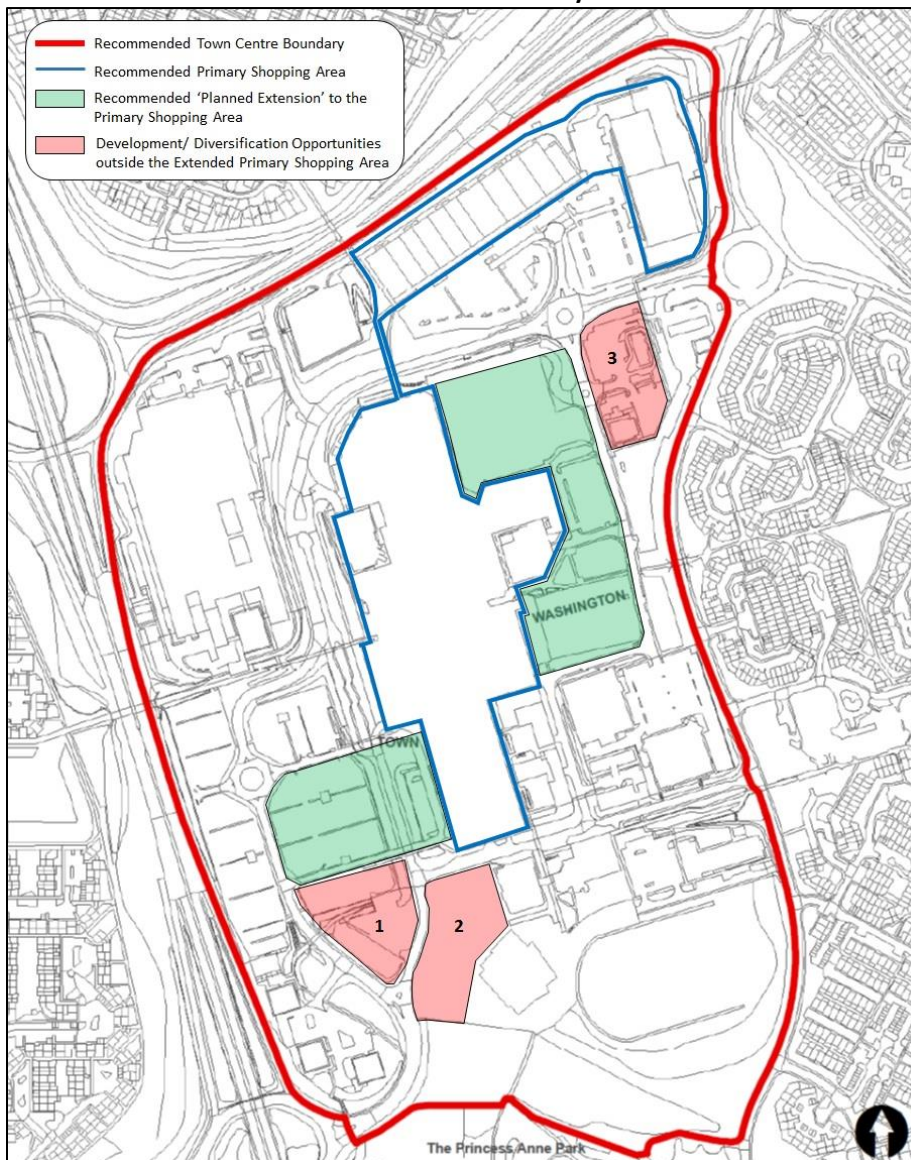 Recommended Town Centre Boundary
Recommended Primary Shopping Area
Recommended ‘Planned Extension’ to the
Primary Shopping Area
Development/ Diversification Opportunities
outside the Extended Primary Shopping Area
3
WASHINGTON
TOWN
1
2
The Princess Anne Park